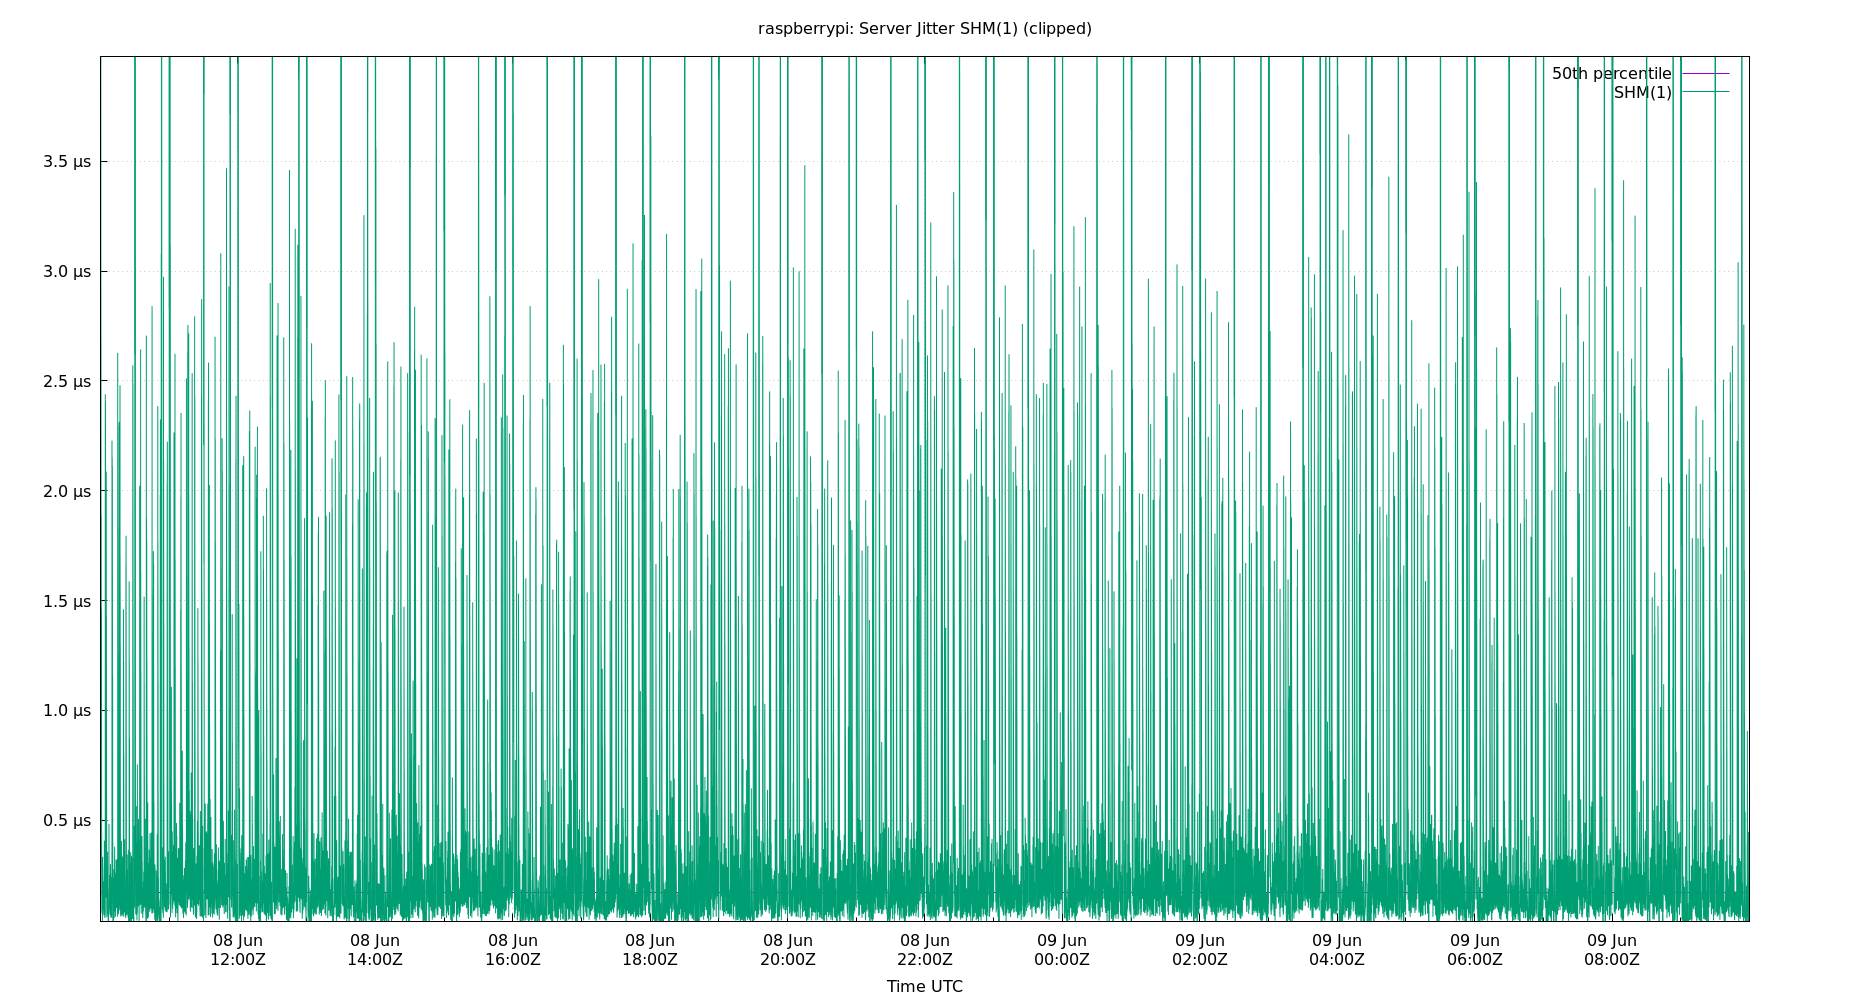 raspberrypi: Server Jitter SHM(1) (clipped)
50th percentile
SHM(1)
3.5 µs
3.0 µs
2.5 µs
2.0 µs
1.5 µs
1.0 µs
0.5 µs
08 Jun 08 Jun 08 Jun 08 Jun 08 Jun 08 Jun 09 Jun 09 Jun 09 Jun 09 Jun 09 Jun
12:00Z 14:00Z 16:00Z 18:00Z 20:00Z 22:00Z 00:00Z 02:00Z 04:00Z 06:00Z 08:00Z
Time UTC